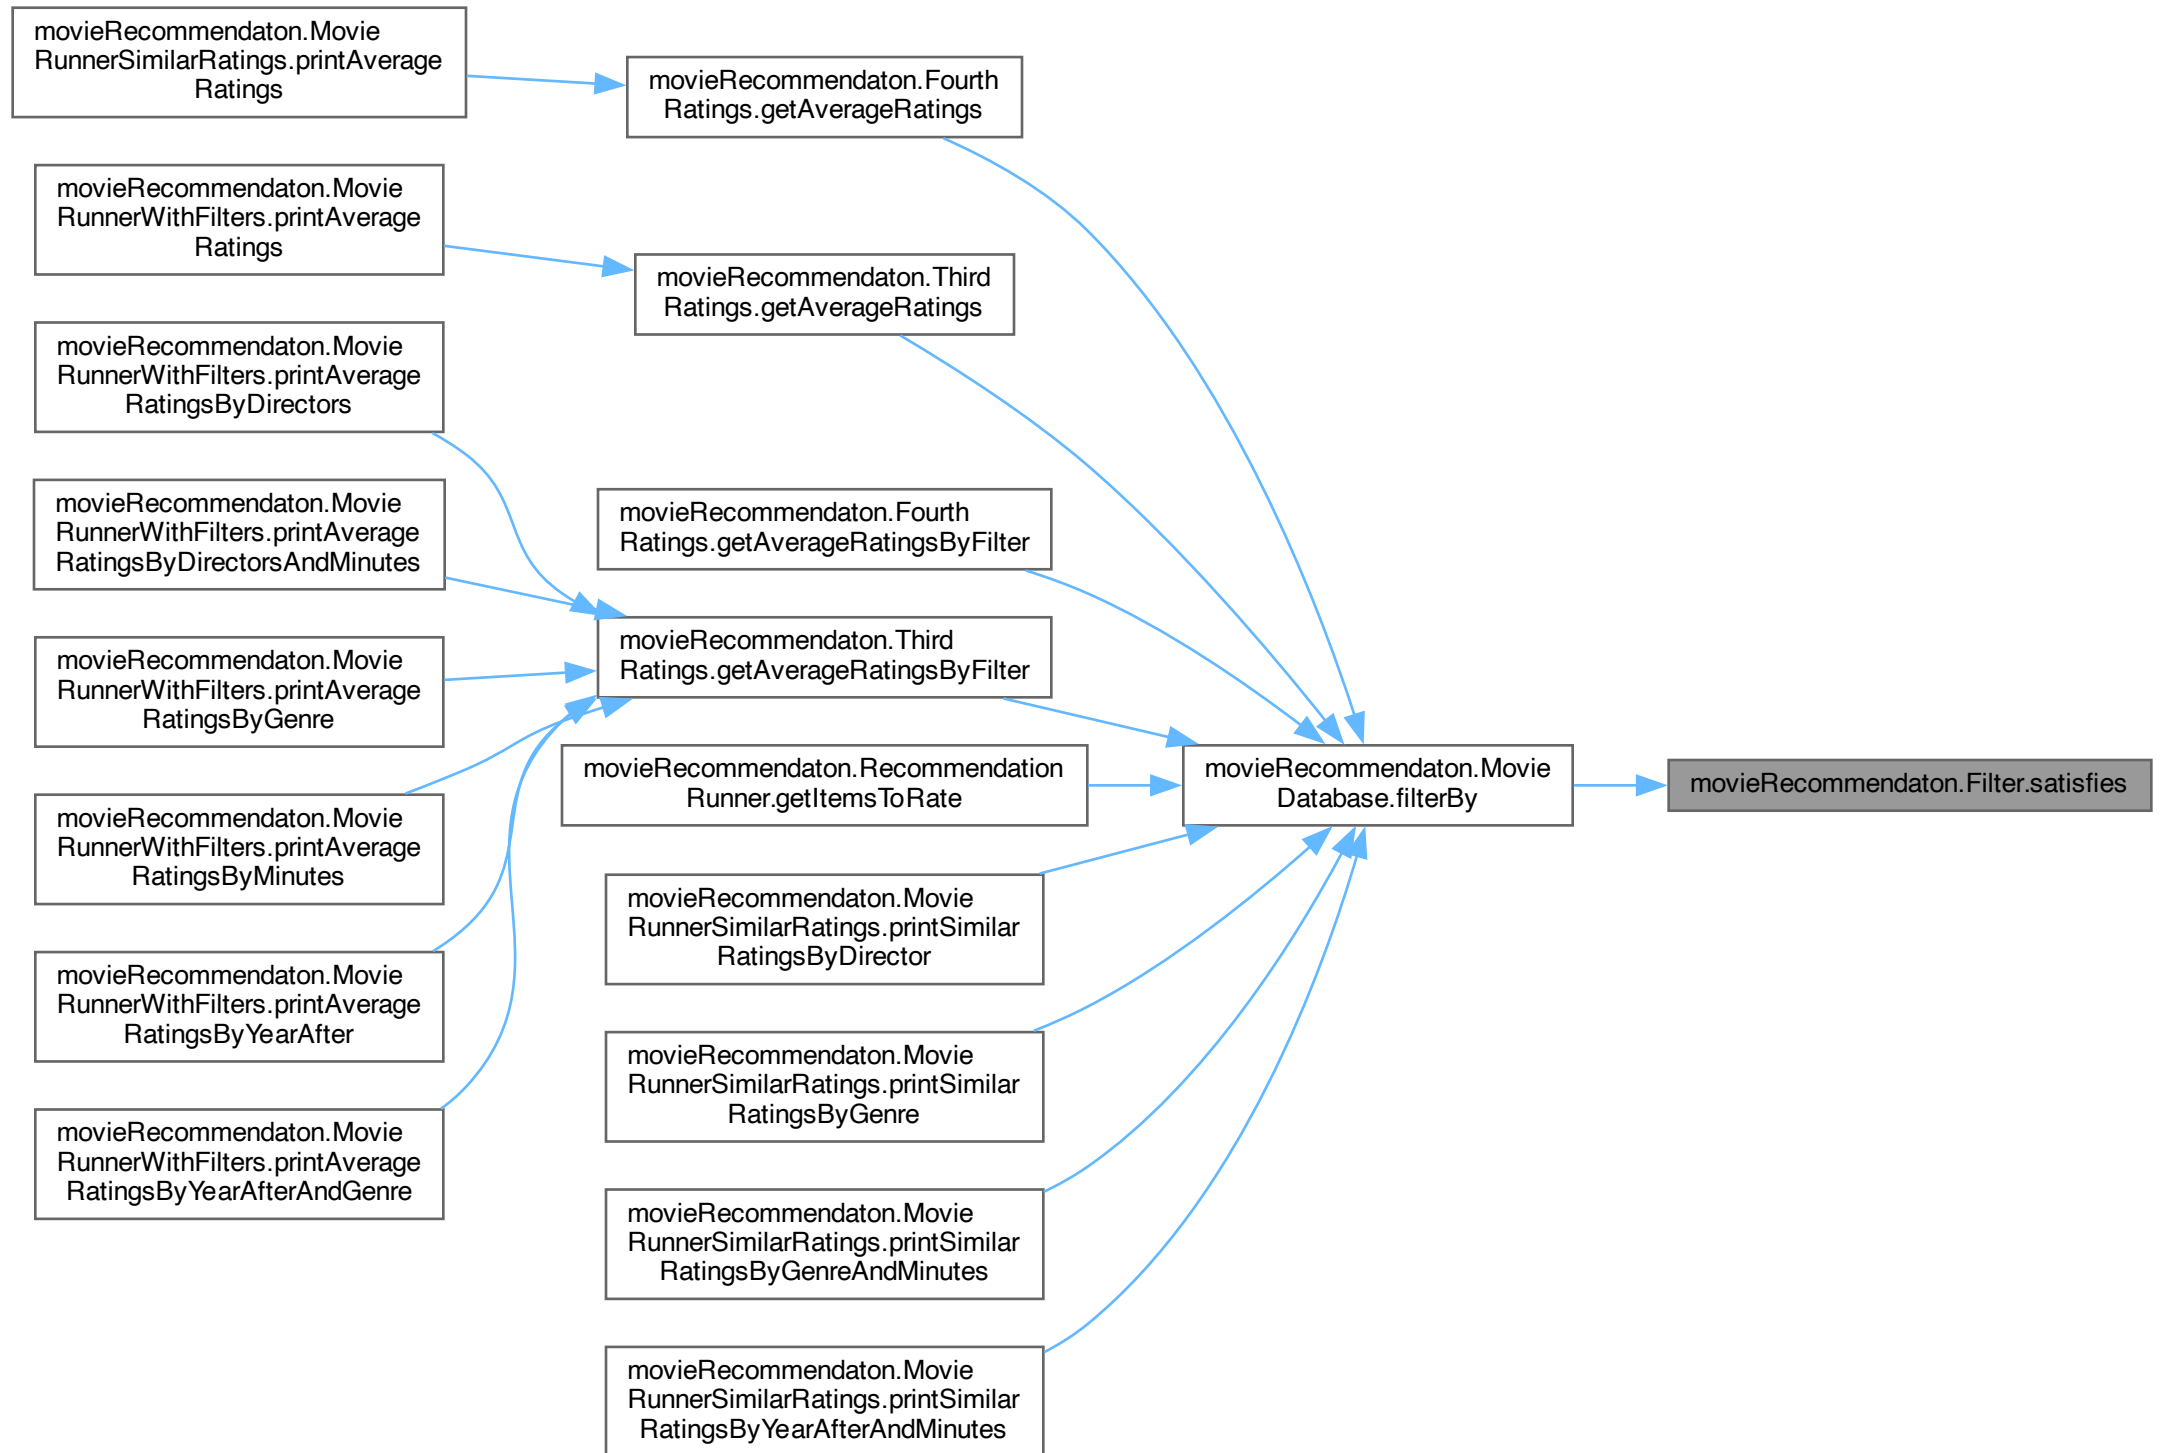 movieRecommendaton.Movie
RunnerSimilarRatings.printAverage
Ratings
movieRecommendaton.Movie
RunnerWithFilters.printAverage
Ratings
movieRecommendaton.Movie
RunnerWithFilters.printAverage
RatingsByDirectors
movieRecommendaton.Movie
RunnerWithFilters.printAverage
RatingsByDirectorsAndMinutes
movieRecommendaton.Movie
RunnerWithFilters.printAverage
RatingsByGenre
movieRecommendaton.Movie
RunnerWithFilters.printAverage
RatingsByMinutes
movieRecommendaton.Movie
RunnerWithFilters.printAverage
RatingsByYearAfter
movieRecommendaton.Movie
RunnerWithFilters.printAverage
RatingsByYearAfterAndGenre
movieRecommendaton.Fourth
Ratings.getAverageRatings
movieRecommendaton.Third
Ratings.getAverageRatings
movieRecommendaton.Fourth
Ratings.getAverageRatingsByFilter
movieRecommendaton.Third
Ratings.getAverageRatingsByFilter
movieRecommendaton.Recommendation
Runner.getItemsToRate
movieRecommendaton.Movie
RunnerSimilarRatings.printSimilar
RatingsByDirector
movieRecommendaton.Movie
RunnerSimilarRatings.printSimilar
RatingsByGenre
movieRecommendaton.Movie
RunnerSimilarRatings.printSimilar
RatingsByGenreAndMinutes
movieRecommendaton.Movie
RunnerSimilarRatings.printSimilar
RatingsByYearAfterAndMinutes
movieRecommendaton.Movie
Database.filterBy
movieRecommendaton.Filter.satisfies